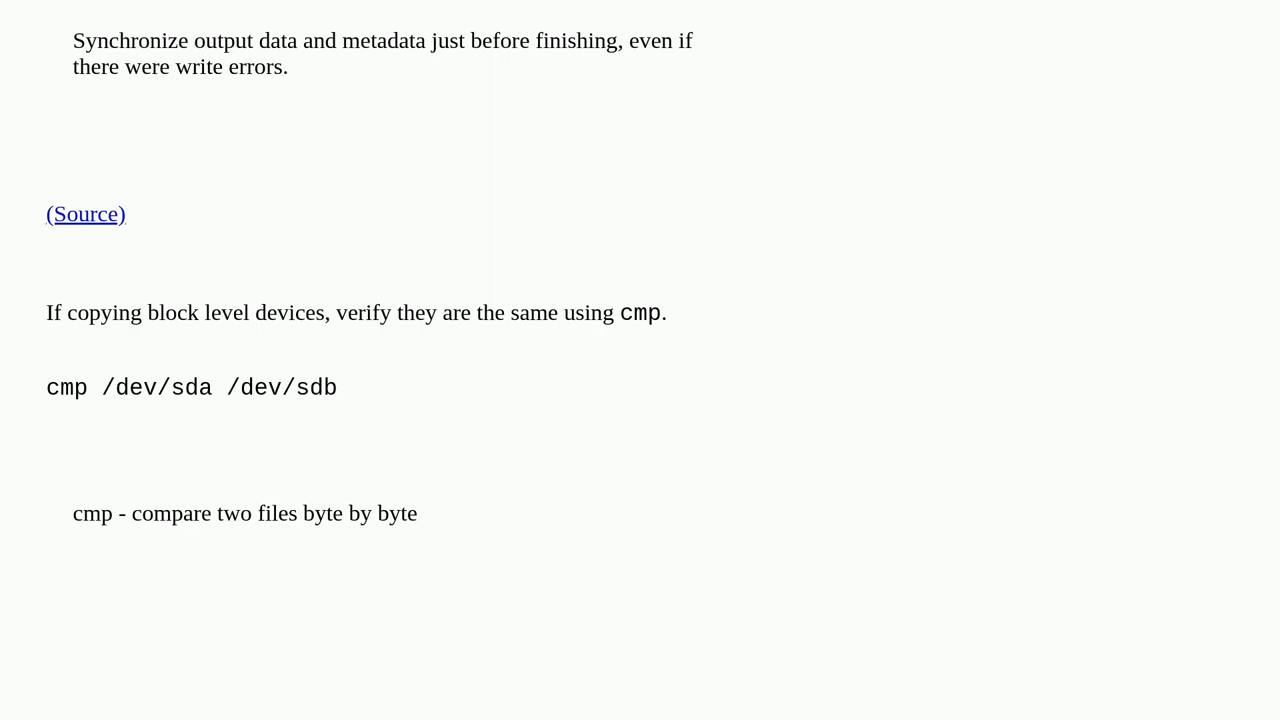 Synchronize output data and metadata just before finishing, even if
there were write errors.
(Source)
If copying block level devices, verify they are the same using cmp.
cmp /dev/sda /dev/sdb
cmp - compare two files byte by byte